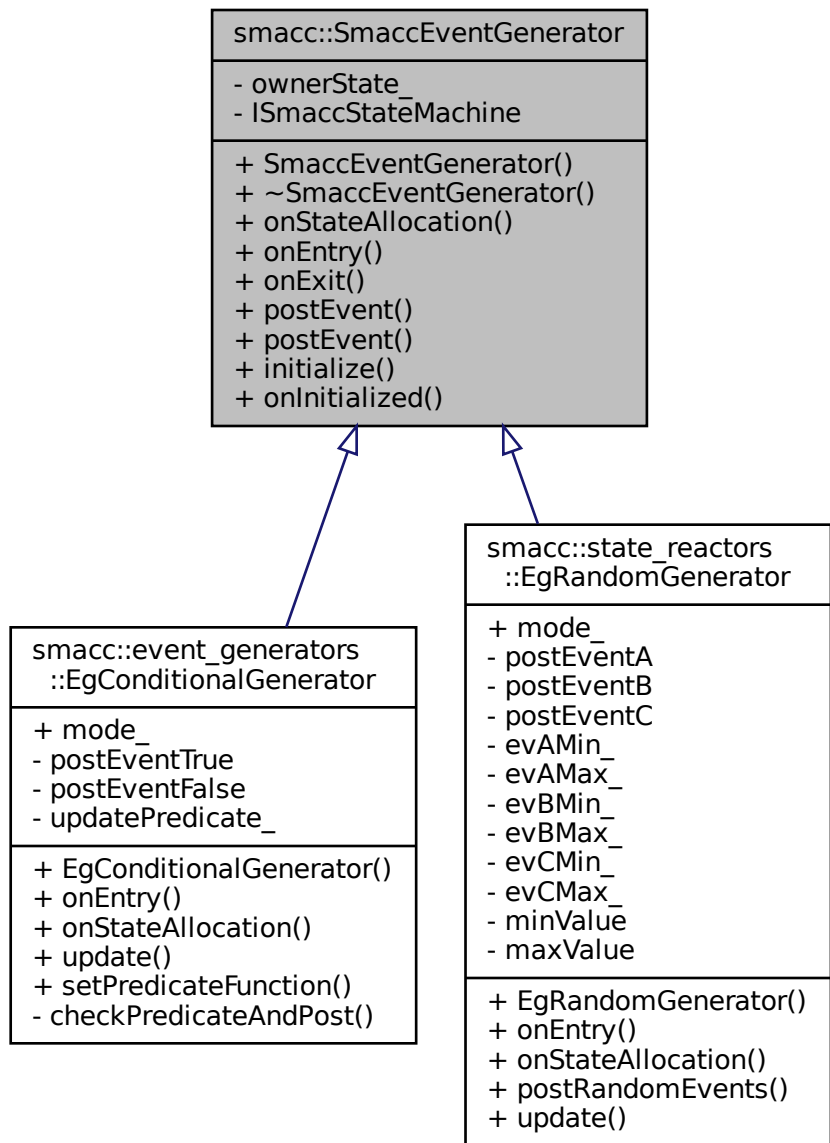 smacc::SmaccEventGenerator
- ownerState_
- ISmaccStateMachine
+ SmaccEventGenerator()
+ ~SmaccEventGenerator()
+ onStateAllocation()
+ onEntry()
+ onExit()
+ postEvent()
+ postEvent()
+ initialize()
+ onInitialized()
smacc::event_generators
::EgConditionalGenerator
+ mode_
- postEventTrue
- postEventFalse
- updatePredicate_
+ EgConditionalGenerator()
+ onEntry()
+ onStateAllocation()
+ update()
+ setPredicateFunction()
- checkPredicateAndPost()
smacc::state_reactors
::EgRandomGenerator
+ mode_
- postEventA
- postEventB
- postEventC
- evAMin_
- evAMax_
- evBMin_
- evBMax_
- evCMin_
- evCMax_
- minValue
- maxValue
+ EgRandomGenerator()
+ onEntry()
+ onStateAllocation()
+ postRandomEvents()
+ update()